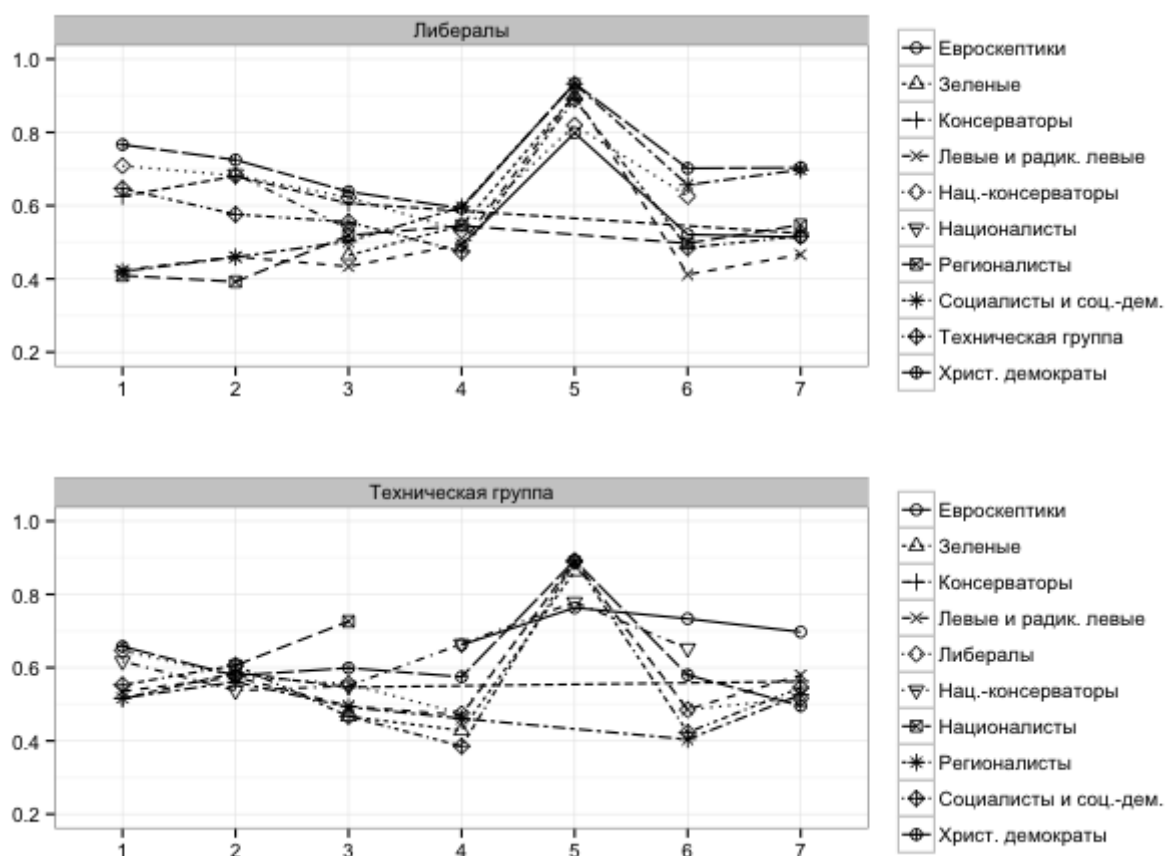 Либералы
1.0
0.8
0.6
0.4
0.2
1 2 3 4 5 6 7
Евроскептики
Зеленые
Консерваторы
Левые и радик. левые
Нац.-консерваторы
Националисты
Регионалисты
Социалисты и соц.-дем.
Техническая группа
Христ. демократы
Техническая группа
1.0
0.8
0.6
0.4
0.2
1 2 3 4 5 6 7
Евроскептики
Зеленые
Консерваторы
Левые и радик. левые
Либералы
Нац.-консерваторы
Националисты
Регионалисты
Социалисты и соц.-дем.
Христ. демократы